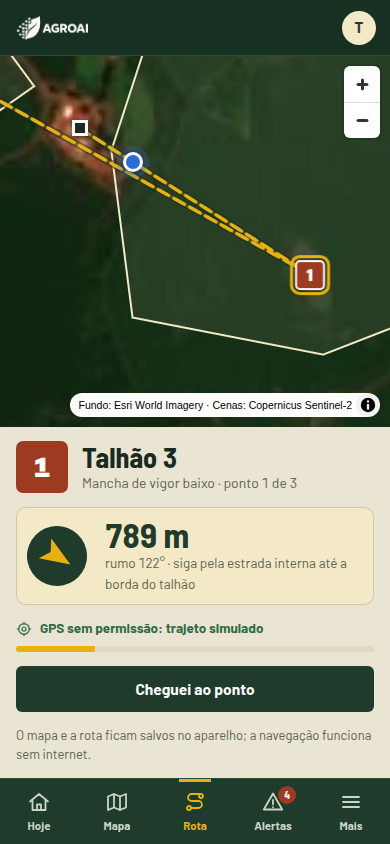 AGROAI
T
+
−
1
Fundo: Esri World Imagery · Cenas: Copernicus Sentinel-2
1
Talhão 3
Mancha de vigor baixo · ponto 1 de 3
789 m
rumo 122° · siga pela estrada interna até a
borda do talhão
GPS sem permissão: trajeto simulado
Cheguei ao ponto
O mapa e a rota ficam salvos no aparelho; a navegação funciona
sem internet.
4
Hoje
Mapa
Rota
Alertas
Mais